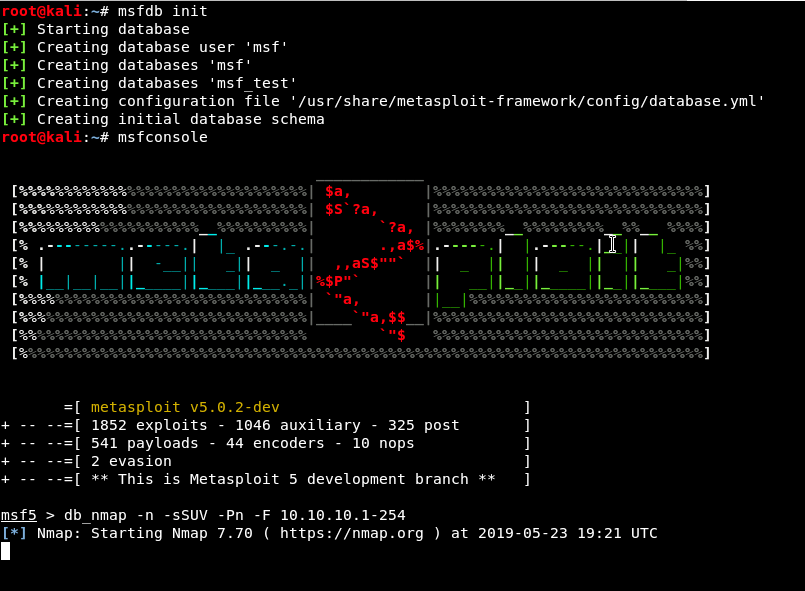 root@kali:~# msfdb init
[+] Starting database
[+] Creating database user 'msf'
[+] Creating databases 'msf'
[+] Creating databases 'msf_test'
[+] Creating configuration file '/usr/share/metasploit-framework/config/database.yml'
[+] Creating initial database schema
root@kali:~# msfconsole
=[ metasploit v5.0.2-dev ]
+ -- --=[ 1852 exploits - 1046 auxiliary - 325 post ]
+ -- --=[ 541 payloads - 44 encoders - 10 nops ]
+ -- --=[ 2 evasion ]
+ -- --=[ ** This is Metasploit 5 development branch ** ]
msf5 > db_nmap -n -sSUV -Pn -F 10.10.10.1-254
[*] Nmap: Starting Nmap 7.70 ( https://nmap.org ) at 2019-05-23 19:21 UTC